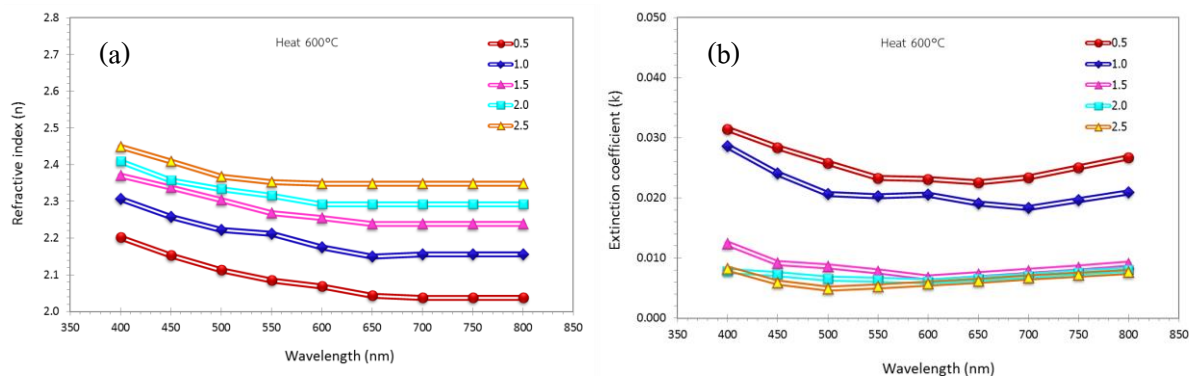 (a)
Heat 600°C
Refractive index (n)
2.8
2.7
2.6
2.5
2.4
2.3
2.2
2.1
2.0
0.5
1.0
1.5
2.0
2.5
350 400 450 500 550 600 650 700 750 800 850
Wavelength (nm)
(b)
Heat 600°C
Extinction coefficient (k)
0.050
0.040
0.030
0.020
0.010
0.000
0.5
1.0
1.5
2.0
2.5
350 400 450 500 550 600 650 700 750 800 850
Wavelength (nm)